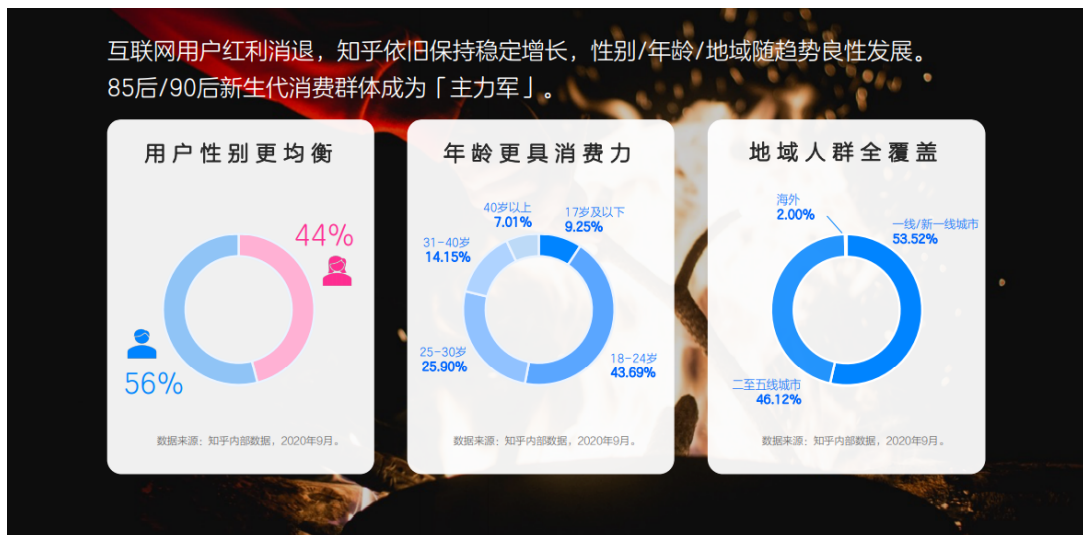 互联网用户红利消退，知乎依旧保持稳定增长，性别/年龄/地域随趋势良性发展。
85后/90后新生代消费群体成为「主力军」。
用户性别更均衡
44%
56%
数据来源：知乎内部数据，2020年9月。
年龄更具消费力
40岁以上
7.01%
17岁及以下
9.25%
31-40岁
14.15%
25-30岁
25.90%
18-24岁
43.69%
数据来源：知乎内部数据，2020年9月。
地域人群全覆盖
海外
2.00%
一线/新一线城市
53.52%
二至五线城市
46.12%
数据来源：知乎内部数据，2020年9月。